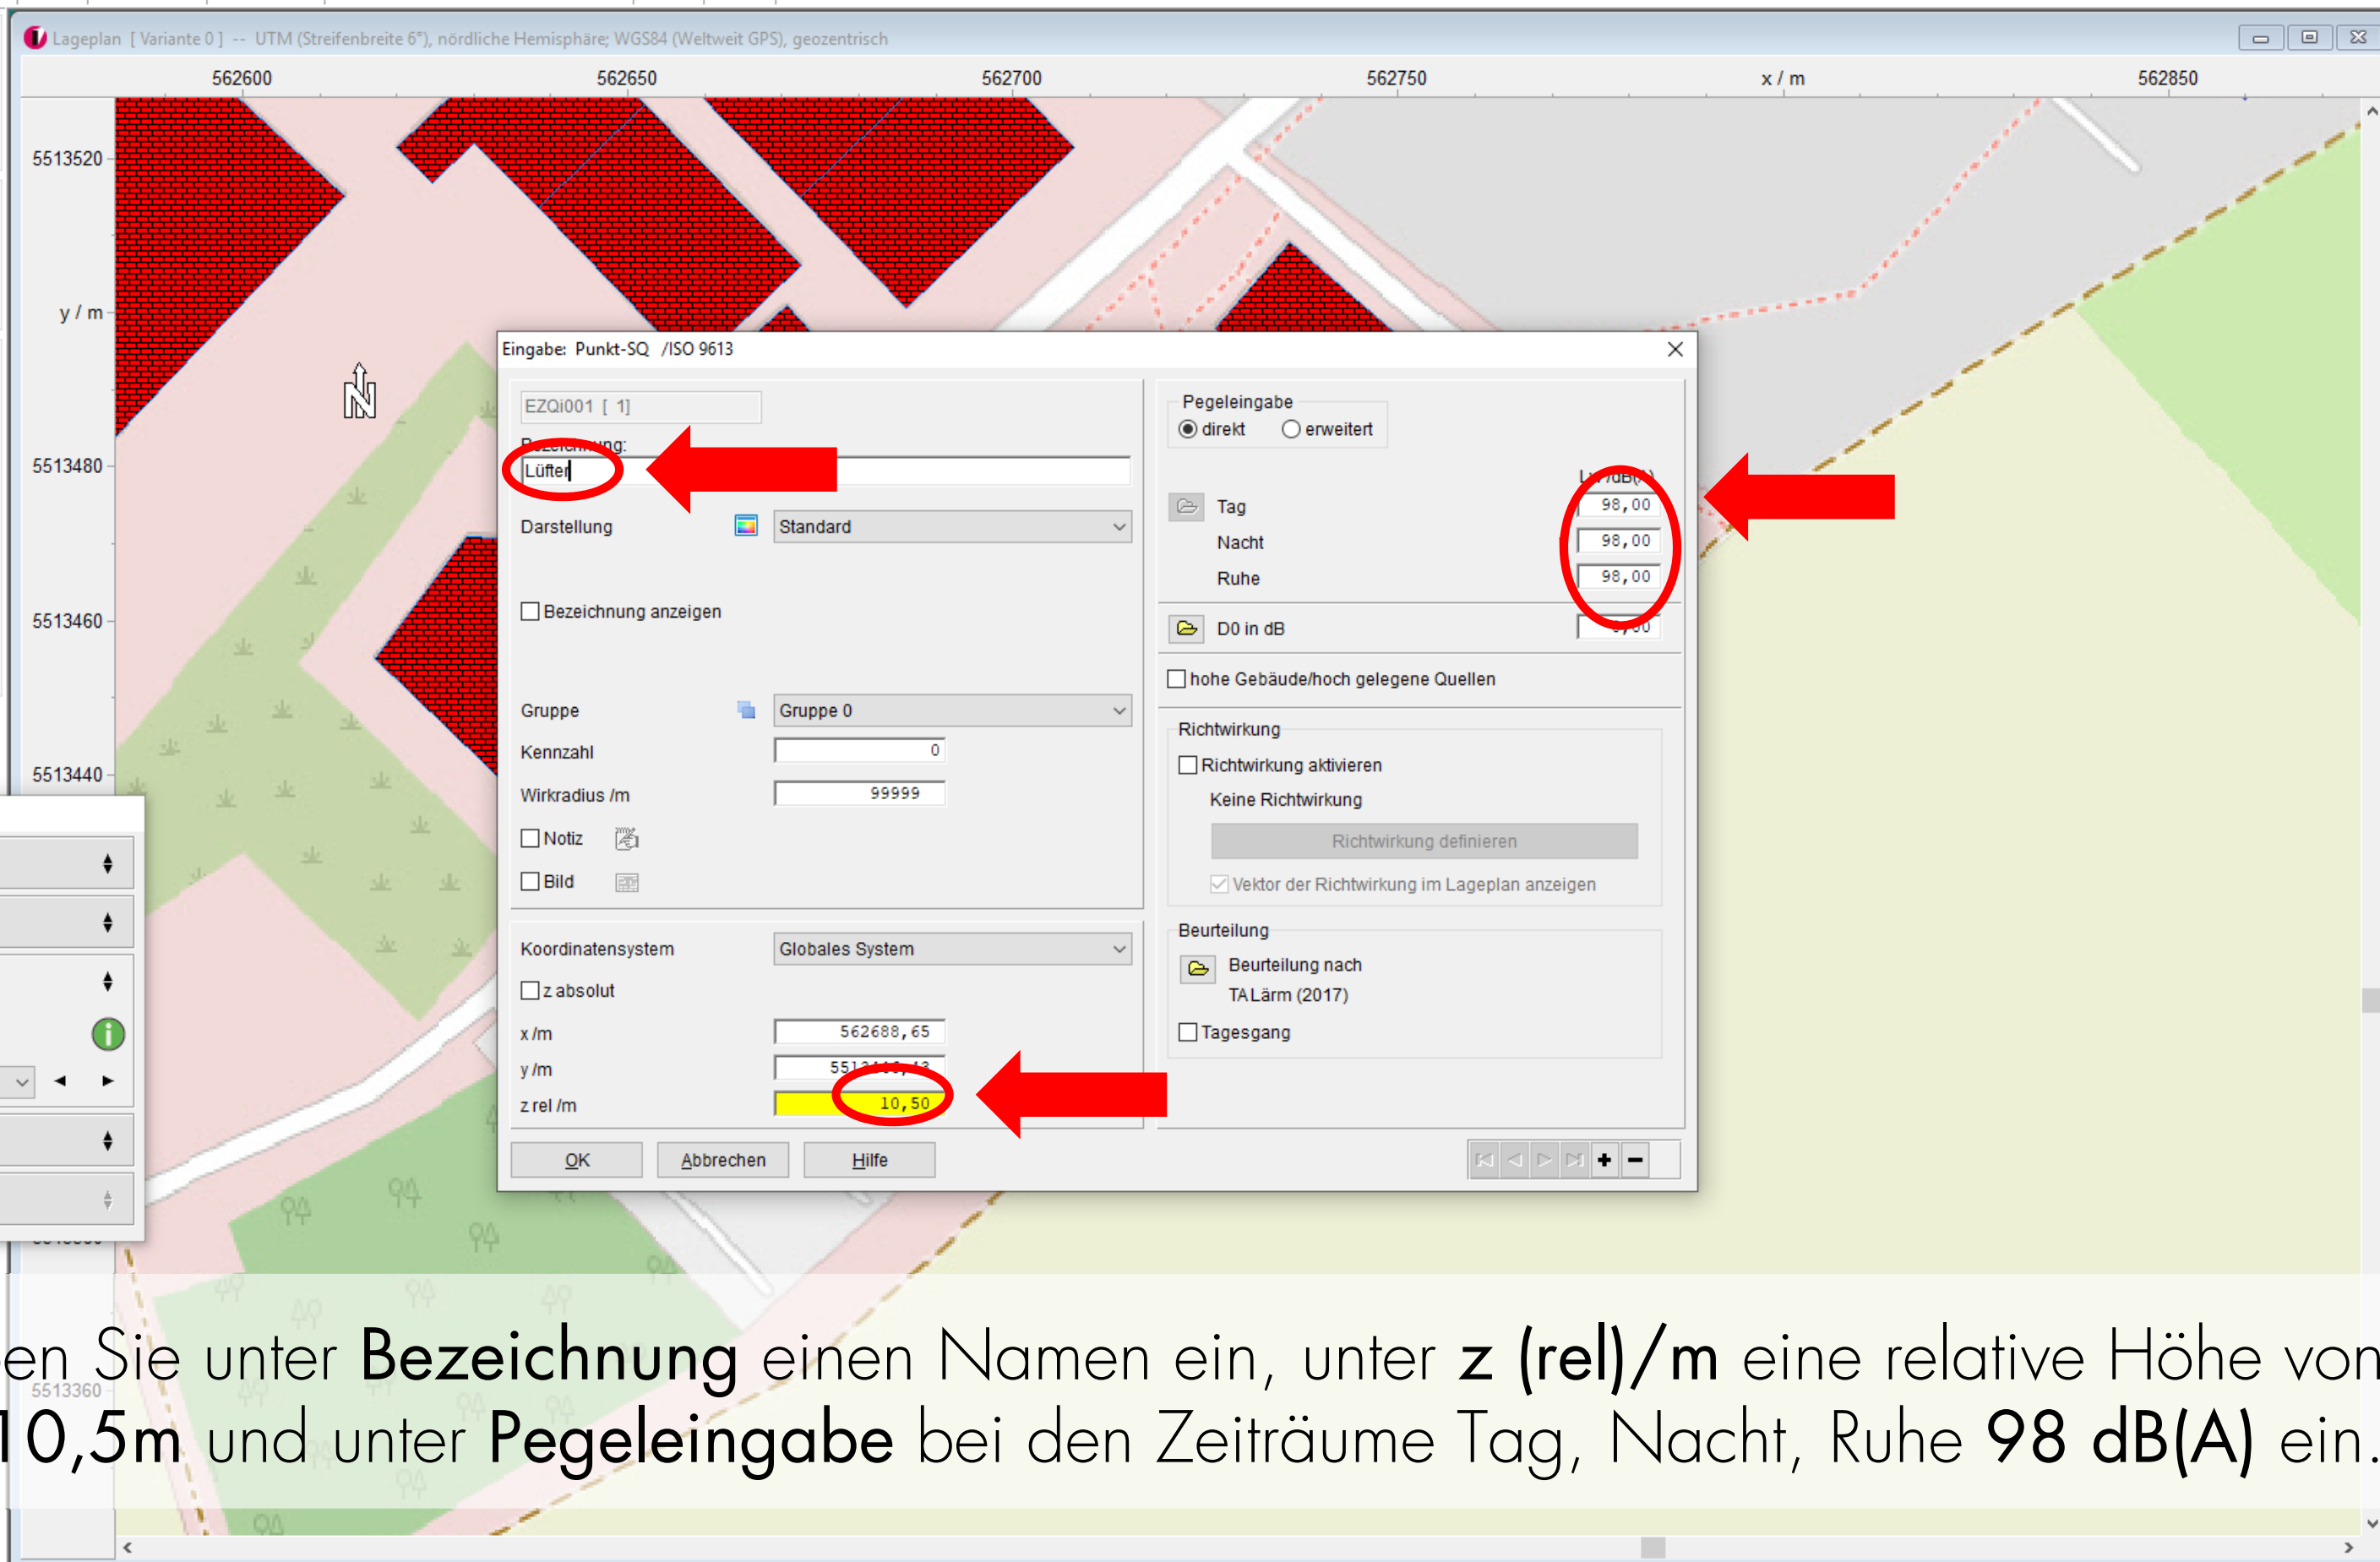 Lageplan [ Variante 0 ] -- UTM (Streifenbreite 6°), nördliche Hemisphäre; WGS84 (Weltweit GPS), geozentrisch
562600 562650 562700 562750 x / m 562850
5513520
y / m
5513480
5513460
5513440
5513360
N
Eingabe: Punkt-SQ /ISO 9613
EZQi001 [ 1]
Bezeichnung:
Lüfter
Darstellung Standard
Bezeichnung anzeigen
Gruppe Gruppe 0
Kennzahl 0
Wirkradius /m 99999
Notiz
Bild
Koordinatensystem Globales System
z absolut
x /m 562688,65
y /m
z rel /m 10,50
OK Abbrechen Hilfe
Pegeleingabe
direkt erweitert
Tag 98,00
Nacht 98,00
Ruhe 98,00
D0 in dB
hohe Gebäude/hoch gelegene Quellen
Richtwirkung
Richtwirkung aktivieren
Keine Richtwirkung
Richtwirkung definieren
Vektor der Richtwirkung im Lageplan anzeigen
Beurteilung
Beurteilung nach
TA Lärm (2017)
Tagesgang
en Sie unter Bezeichnung einen Namen ein, unter z (rel)/m eine relative Höhe von
10,5m und unter Pegeleingabe bei den Zeiträume Tag, Nacht, Ruhe 98 dB(A) ein.